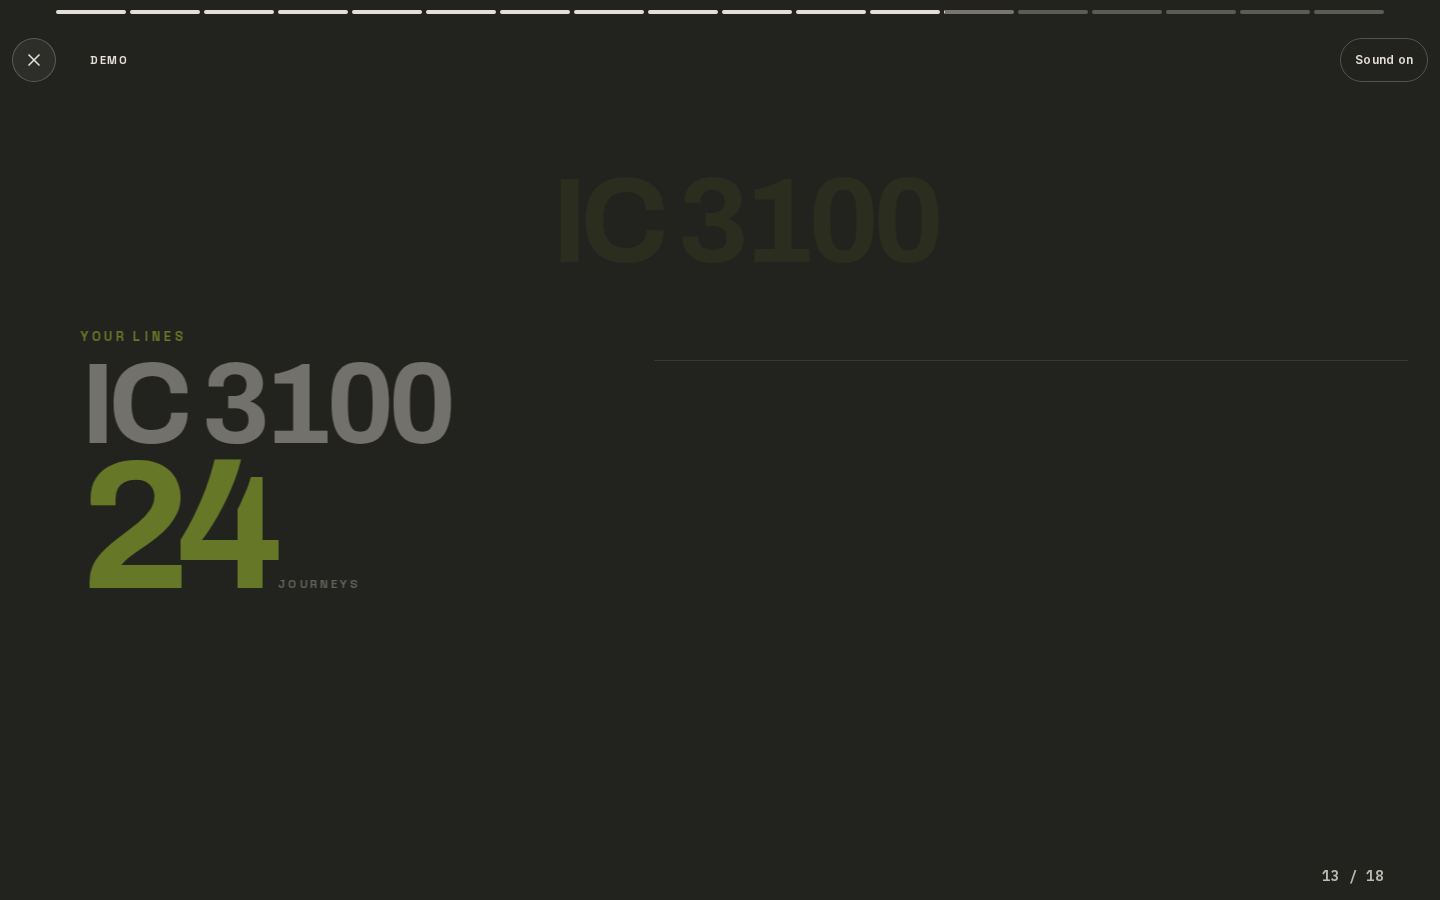 DEMO
Sound on
IC 3100
YOUR LINES
IC 3100
24
JOURNEYS
13 / 18